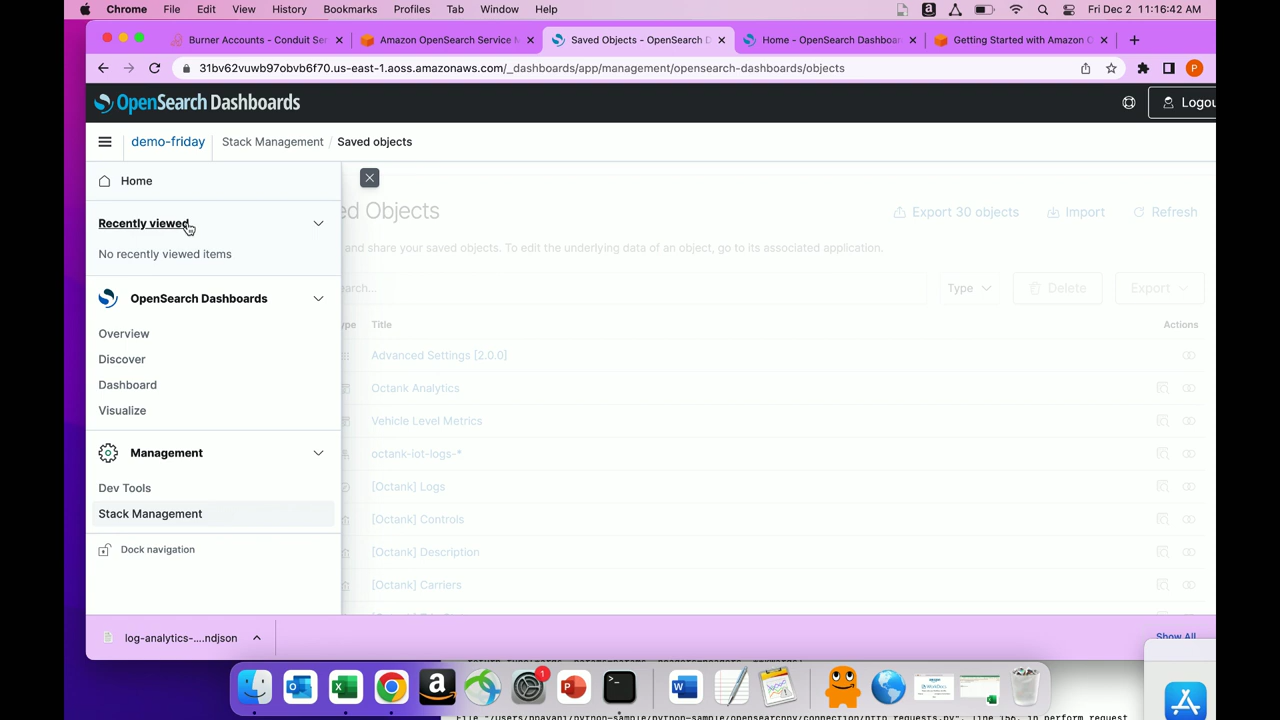 Chrome File Edit View History Bookmarks Profiles Tab Window Help Fri Dec 2 11:16:42 AM
Burner Accounts - Conduit Ser Amazon OpenSearch Service Saved Objects - OpenSearch D Home - OpenSearch Dashboar Getting Started with Amazon O
31bv62vuwb97obvb6f70.us-east-1.aoss.amazonaws.com/_dashboards/app/management/opensearch-dashboards/objects P
OpenSearch Dashboards Logou
demo-friday Stack Management / Saved objects
Home
ed Objects Export 30 objects Import Refresh
Recently viewed
and share your saved objects. To edit the underlying data of an object, go to its associated application.
No recently viewed items
earch... Type Delete Export
OpenSearch Dashboards
ype Title Actions
Overview
Advanced Settings [2.0.0]
Discover
Dashboard
Octank Analytics
Visualize
Vehicle Level Metrics
Management
octank-iot-logs-*
Dev Tools
[Octank] Logs
Stack Management
[Octank] Controls
Dock navigation
[Octank] Description
[Octank] Carriers
log-analytics-....ndjson Show All
1